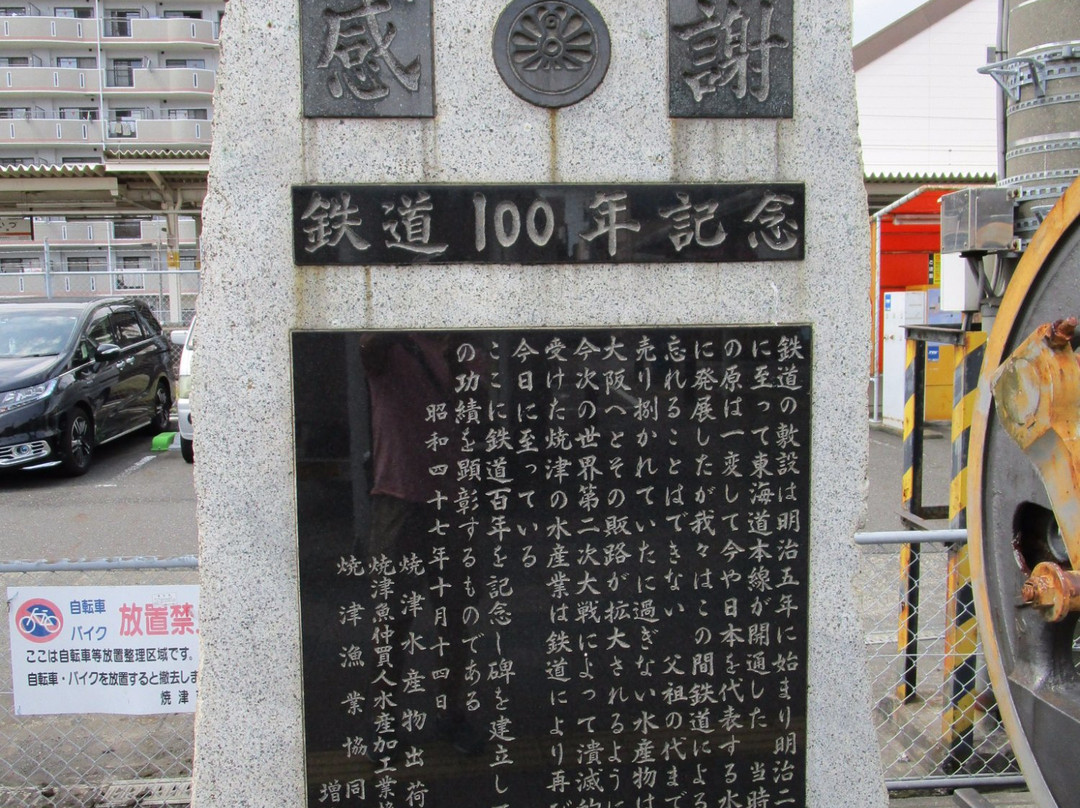 感謝
鉄道100年記念
鉄道の敷設は明治五年に始まり明治二
に至って東海道本線が開通した 当時
の原は一変して今や日本を代表する水
に発展したが我々はこの間鉄道による
忘れることはできない 父祖の代まで
売り捌かれていたに過ぎない水産物は
大阪へとその販路が拡大されるように
今次の世界第二次大戦によって潰滅的
受けた焼津の水産業は鉄道により再び
今日に至っている
ここに鉄道百年を記念し碑を建立して
の功績を顕彰するものである
昭和四十七年十月十四日
焼津水産物出荷
焼津魚仲買人水産加工業協
焼津漁業協同
増
自転車
バイク
放置禁
ここは自転車等放置整理区域です。
自転車・バイクを放置すると撤去しま
焼津